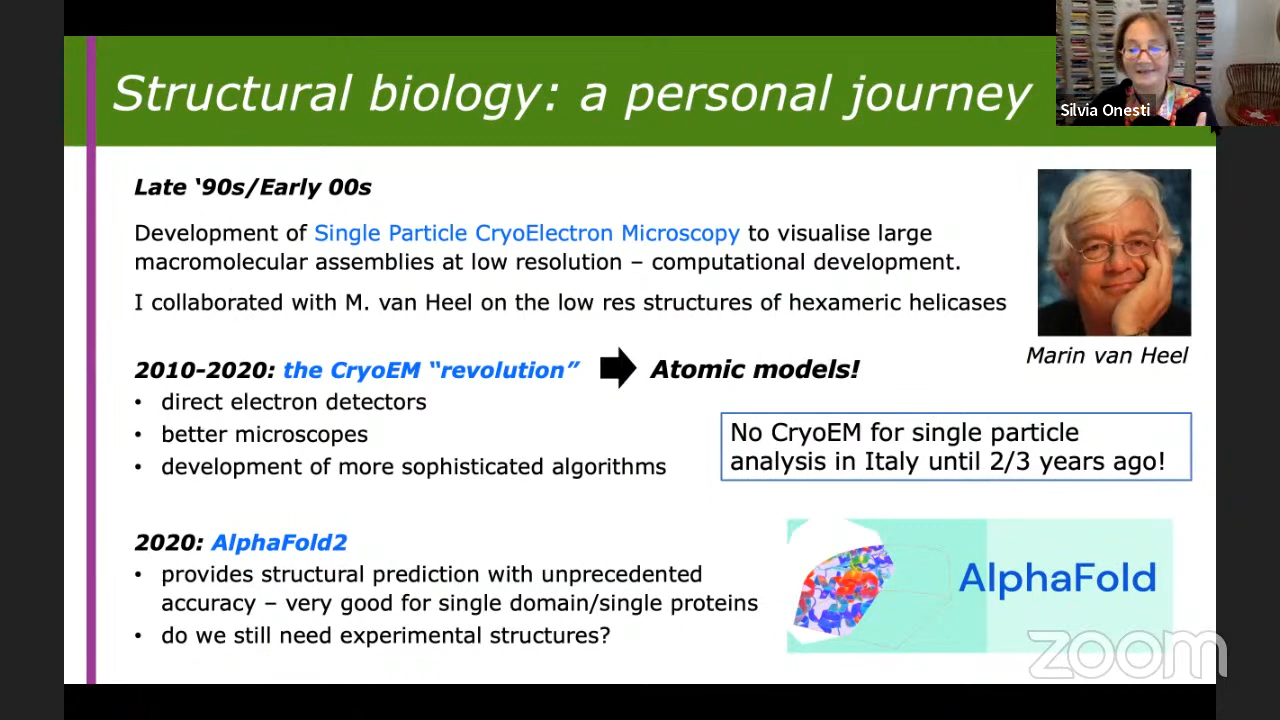 Structural biology: a personal journey
Silvia Onesti
Late ‘90s/Early 00s
Development of Single Particle CryoElectron Microscopy to visualise large
macromolecular assemblies at low resolution – computational development.
I collaborated with M. van Heel on the low res structures of hexameric helicases
Marin van Heel
2010-2020: the CryoEM “revolution” Atomic models!
• direct electron detectors
• better microscopes
• development of more sophisticated algorithms
No CryoEM for single particle
analysis in Italy until 2/3 years ago!
2020: AlphaFold2
• provides structural prediction with unprecedented
accuracy – very good for single domain/single proteins
• do we still need experimental structures?
AlphaFold
zoom